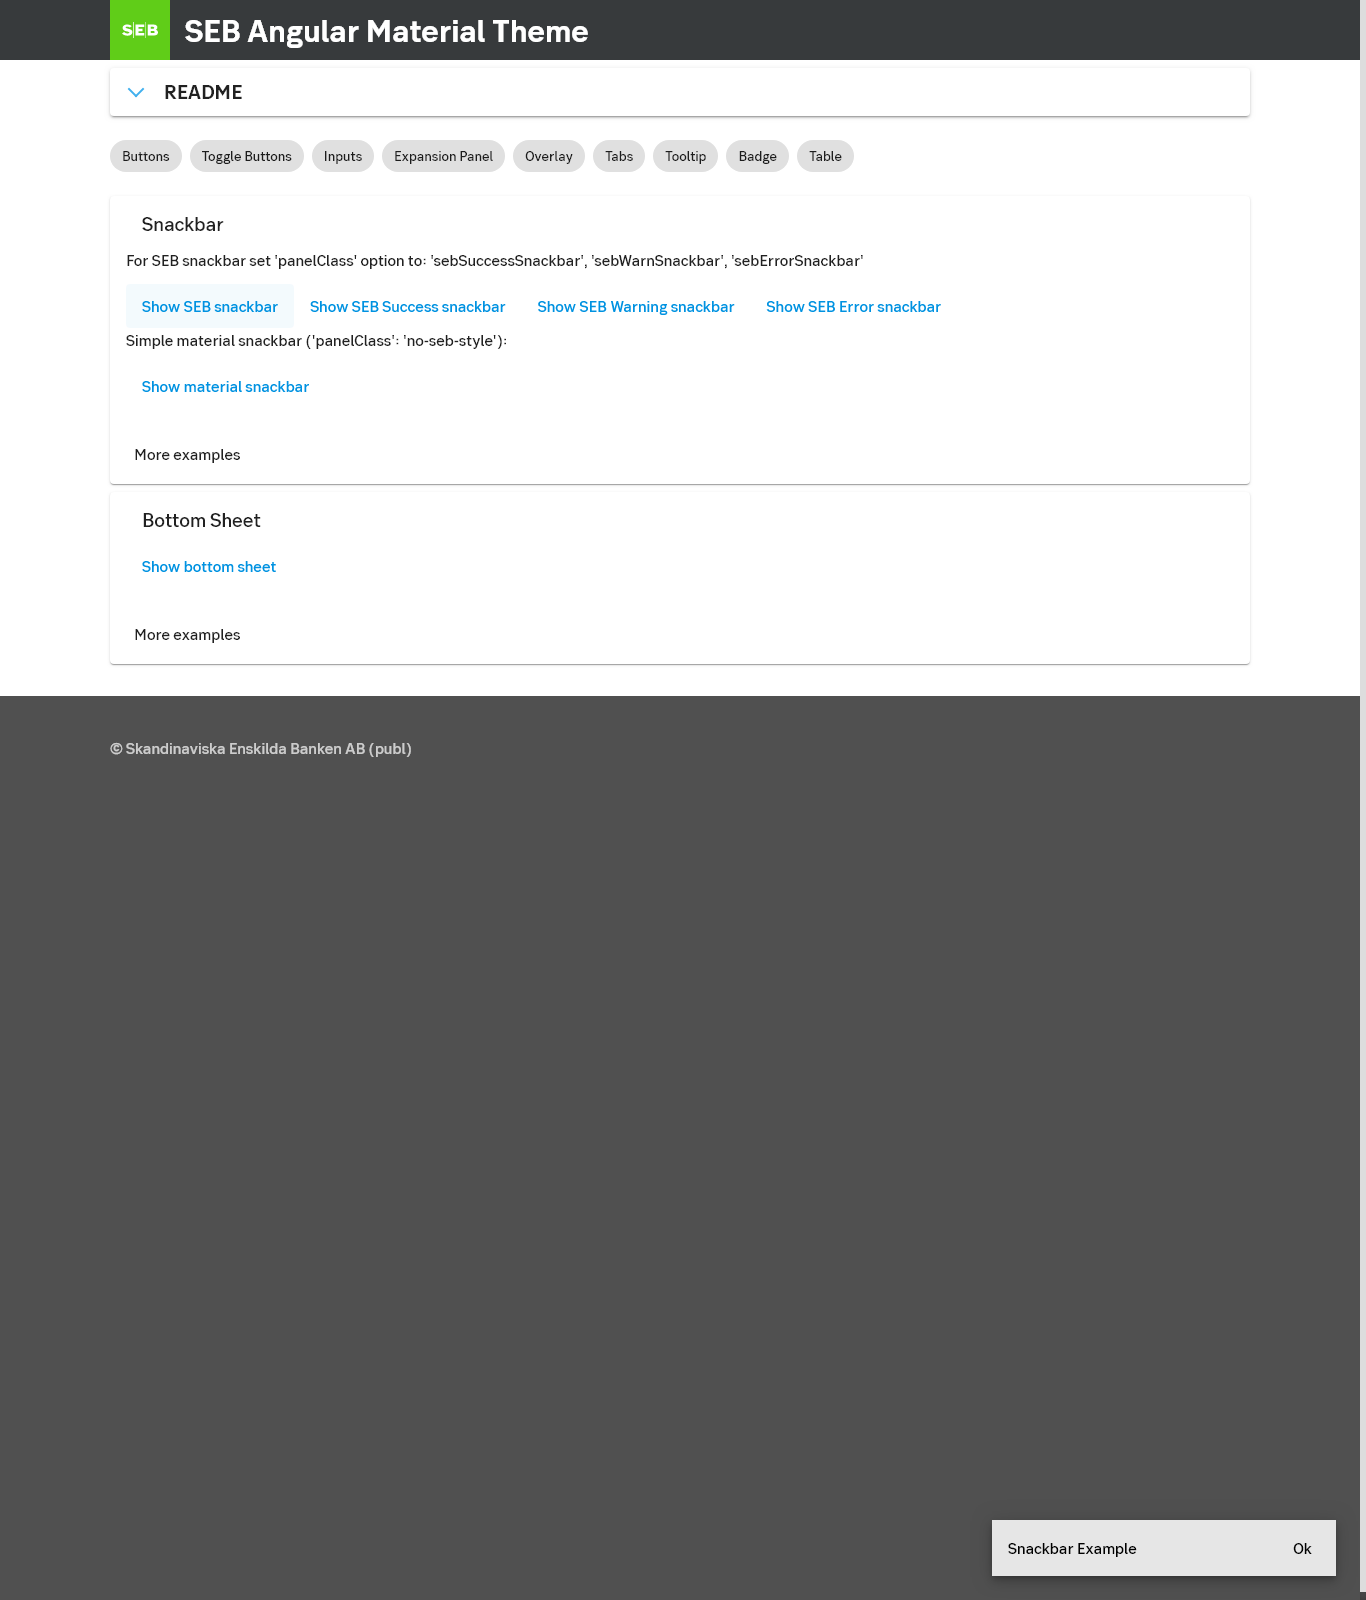 SEB
SEB Angular Material Theme
README
Buttons Toggle Buttons Inputs Expansion Panel Overlay Tabs Tooltip Badge Table
Snackbar
For SEB snackbar set 'panelClass' option to: 'sebSuccessSnackbar', 'sebWarnSnackbar', 'sebErrorSnackbar'
Show SEB snackbar Show SEB Success snackbar Show SEB Warning snackbar Show SEB Error snackbar
Simple material snackbar ('panelClass': 'no-seb-style'):
Show material snackbar
More examples
Bottom Sheet
Show bottom sheet
More examples
© Skandinaviska Enskilda Banken AB (publ)
Snackbar Example Ok